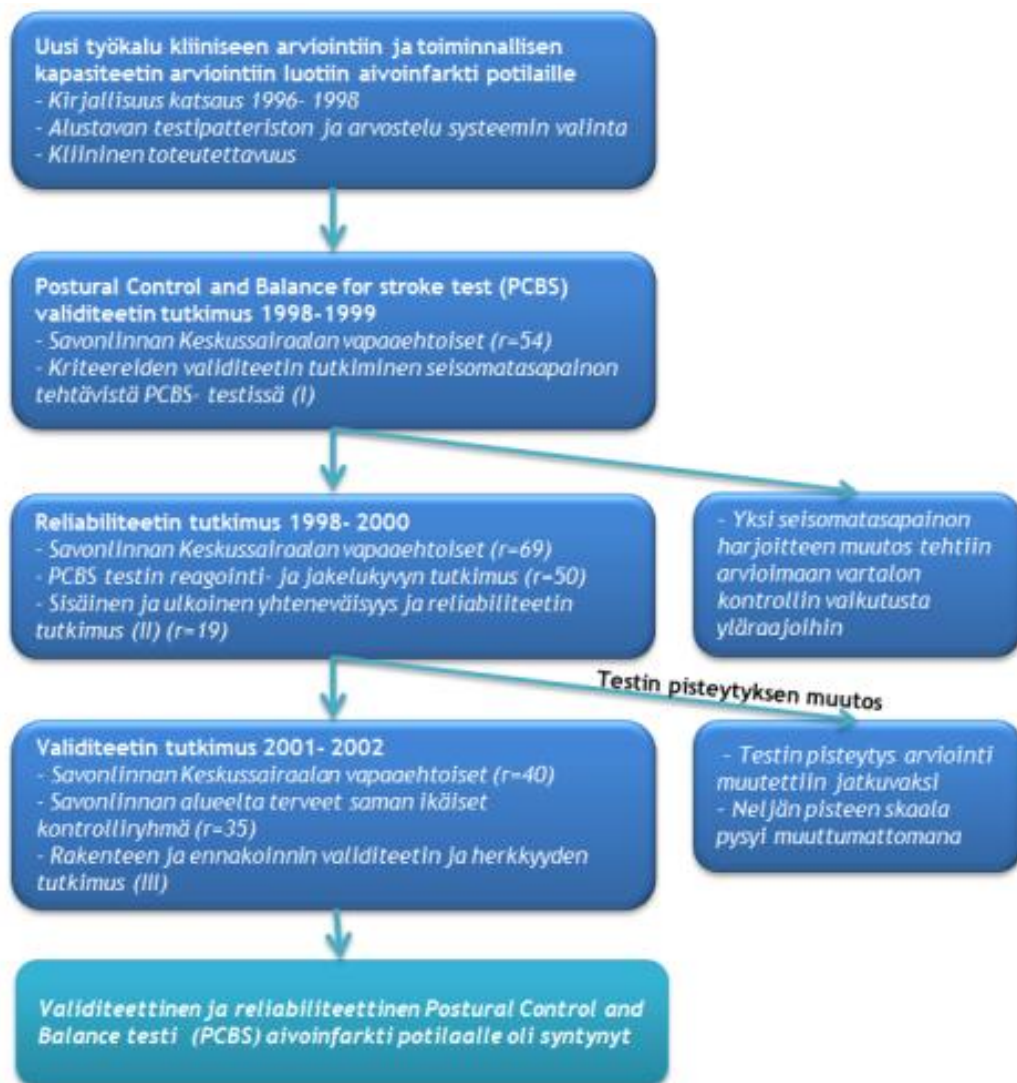 Uusi työkalu kliiniseen arviointiin ja toiminnallisen
kapasiteetin arviointiin luotiin aivoinfarkti potilaille
- Kirjallisuus katsaus 1996- 1998
- Alustavan testipatteriston ja arvostelu systeemin valinta
- Kliininen toteutettavuus
Postural Control and Balance for stroke test (PCBS)
validiteetin tutkimus 1998-1999
- Savonlinnan Keskussairaalan vapaaehtoiset (r=54)
- Kriteereiden validiteetin tutkiminen seisomatasapainon
tehtävistä PCBS- testissä (I)
Reliabiliteetin tutkimus 1998- 2000
- Savonlinnan Keskussairaalan vapaaehtoiset (r=69)
- PCBS testin reagointi- ja jakelukyvyn tutkimus (r=50)
- Sisäinen ja ulkoinen yhteneväisyys ja reliabiliteetin
tutkimus (II) (r=19)
- Yksi seisomatasapainon
harjoitteen muutos tehtiin
arvioimaan vartalon
kontrollin vaikutusta
yläraajoihin
Testin pisteytyksen muutos
Validiteetin tutkimus 2001- 2002
- Savonlinnan Keskussairaalan vapaaehtoiset (r=40)
- Savonlinnan alueelta terveet saman ikäiset
kontrolliryhmä (r=35)
- Rakenteen ja ennakoinnin validiteetin ja herkkyyden
tutkimus (III)
- Testin pisteytys arviointi
muutettiin jatkuvaksi
- Neljän pisteen skaala
pysyi muuttumattomana
Validiteettinen ja reliabiliteettinen Postural Control and
Balance testi (PCBS) aivoinfarkti potilaalle oli syntynyt